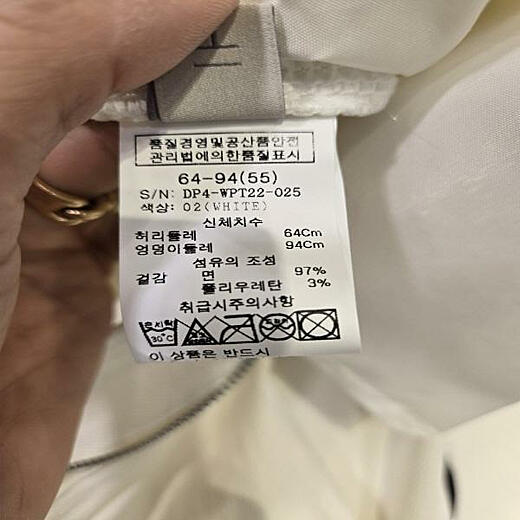 품질경영및공산품안전
관리법에의한품질표시
64-94(55)
S/N: DP4-WPT22-025
색상: 02(WHITE)
신체치수
허리둘레 64Cm
엉덩이둘레 94Cm
섬유의 조성
겉감 면 97%
폴리우레탄 3%
취급시주의사항
30℃
이 상품은 반드시